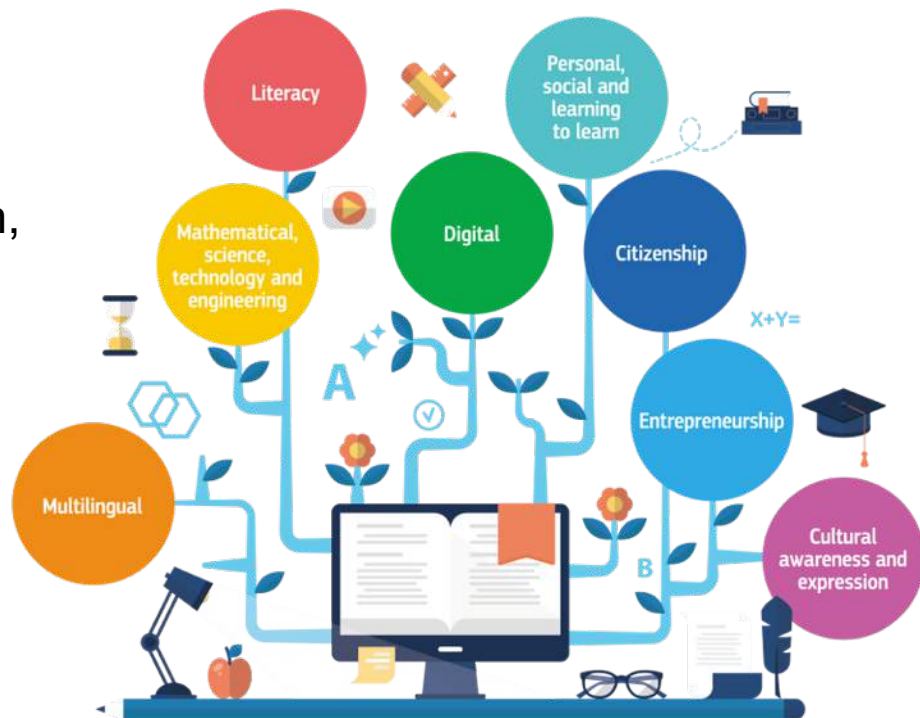 Literacy
Personal,
social and
learning
to learn
n,
Mathematical,
science,
technology and
engineering
Digital
Citizenship
X+Y=
A
Entrepreneurship
Multilingual
B
Cultural
awareness and
expression